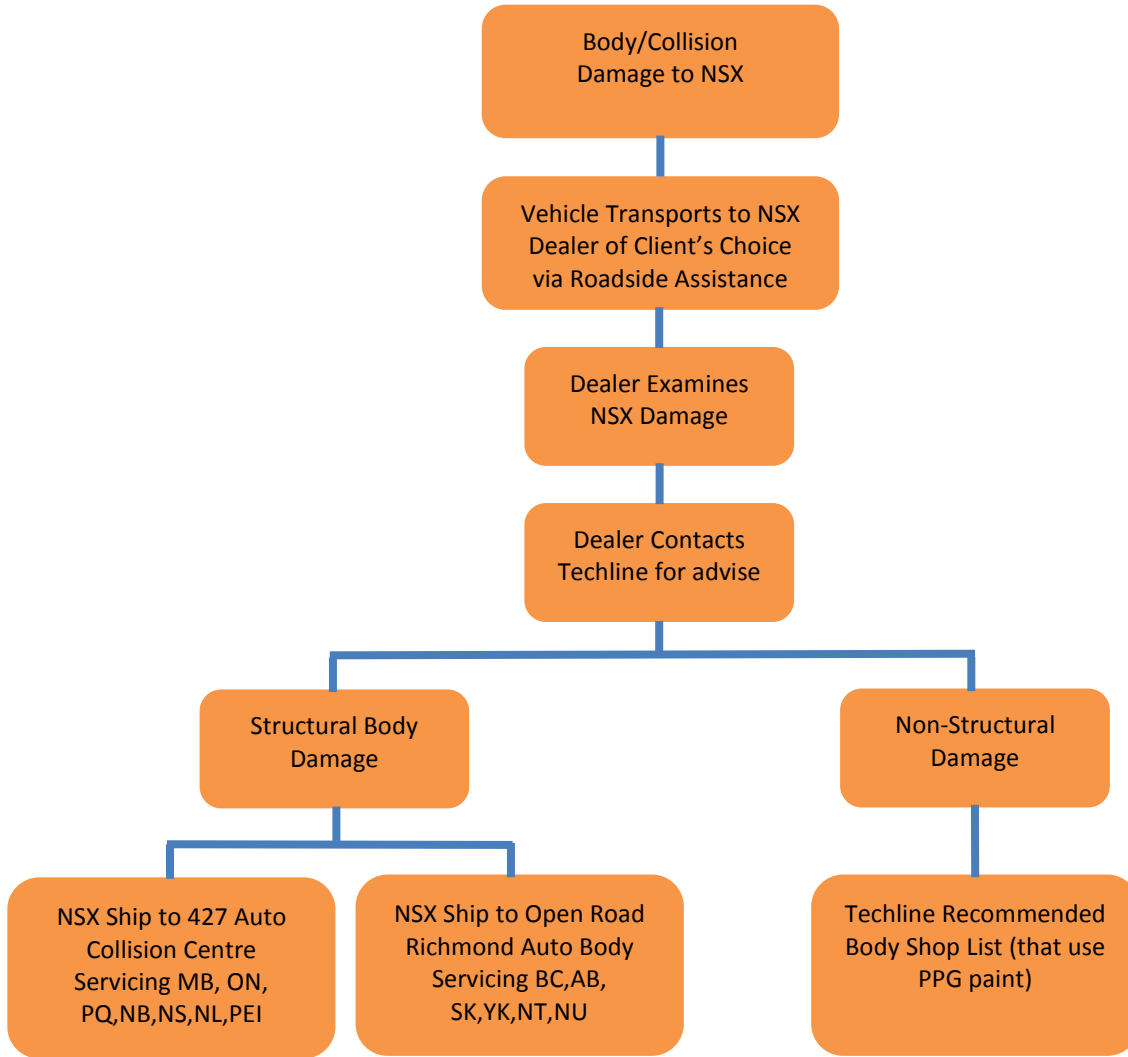 Body/Collision
Damage to NSX
Vehicle Transports to NSX
Dealer of Client’s Choice
via Roadside Assistance
Dealer Examines
NSX Damage
Dealer Contacts
Techline for advise
Structural Body
Damage
Non-Structural
Damage
NSX Ship to 427 Auto
Collision Centre
Servicing MB, ON,
PQ,NB,NS,NL,PEI
NSX Ship to Open Road
Richmond Auto Body
Servicing BC,AB,
SK,YK,NT,NU
Techline Recommended
Body Shop List (that use
PPG paint)